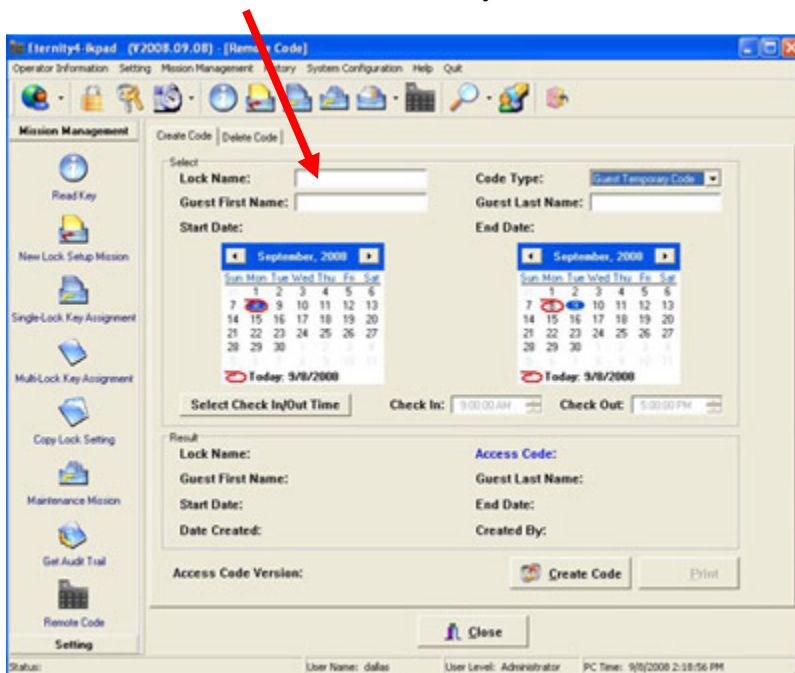 Eternity4-ikpad (V2008.09.08) - [Remote Code]
Operator Information Setting Mission Management History System Configuration Help Quit
Mission Management
Create Code Delete Code
Select
Lock Name: Code Type: Guest Temporary Code
Read Key
Guest First Name: Guest Last Name:
Start Date: End Date:
New Lock Setup Mission
September, 2008 September, 2008
Sun Mon Tue Wed Thu Fri Sat Sun Mon Tue Wed Thu Fri Sat
1 2 3 4 5 6 1 2 3 4 5 6
7 8 9 10 11 12 13 7 8 9 10 11 12 13
Single-Lock Key Assignment
14 15 16 17 18 19 20 14 15 16 17 18 19 20
21 22 23 24 25 26 27 21 22 23 24 25 26 27
28 29 30 28 29 30
Today: 9/8/2008 Today: 9/8/2008
Multi-Lock Key Assignment
Select Check In/Out Time Check In: 9:00:00 AM Check Out: 5:00:00 PM
Copy Lock Setting
Result
Lock Name: Access Code:
Guest First Name: Guest Last Name:
Maintenance Mission
Start Date: End Date:
Date Created: Created By:
Get Audit Trail
Access Code Version: Create Code Print
Remote Code
Close
Setting
Status: User Name: dallas User Level: Administrator PC Time: 9/8/2008 2:18:56 PM